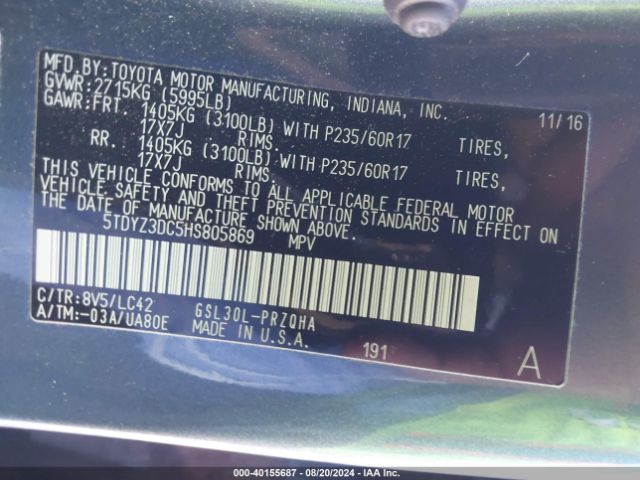 MFD.BY:TOYOTA MOTOR MANUFACTURING, INDIANA, INC.
GVWR:2715KG (5995LB) 11/16
GAWR:FRT. 1405KG (3100LB) WITH P235/60R17 TIRES,
17X7J RIMS.
RR. 1405KG (3100LB) WITH P235/60R17 TIRES,
17X7J RIMS.
THIS VEHICLE CONFORMS TO ALL APPLICABLE FEDERAL MOTOR
VEHICLE SAFETY AND THEFT PREVENTION STANDARDS IN EFFECT ON
THE DATE OF MANUFACTURE SHOWN ABOVE.
5TDYZ3DC5HS805869 MPV
C/TR:8V5/LC42 GSL30L-PRZQHA
A/TM:-03A/UA80E MADE IN U.S.A.
191 A
000-40155687 - 08/20/2024 - IAA Inc.